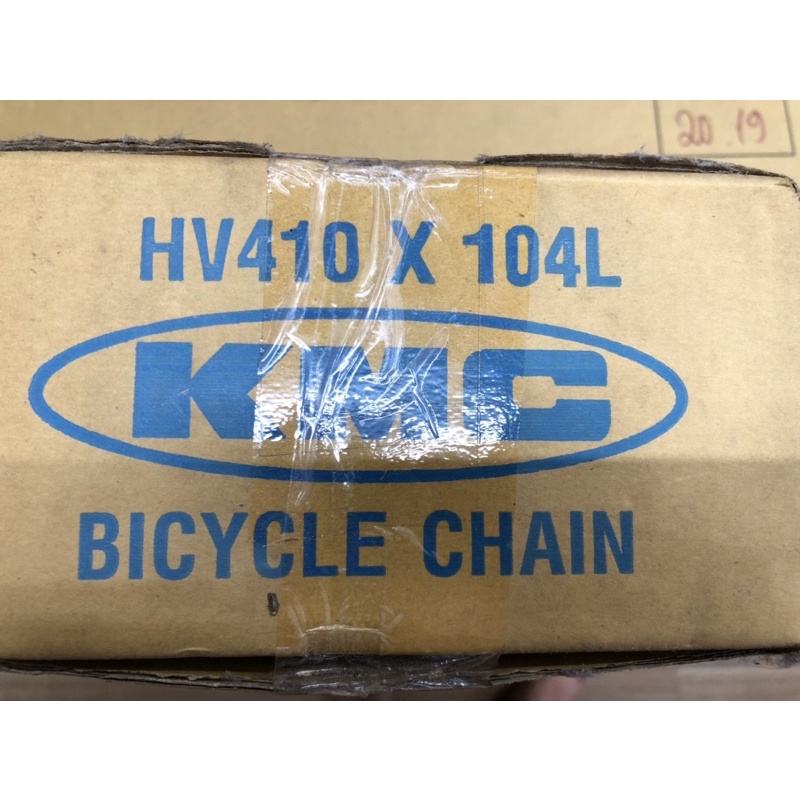 20.19
HV410 X 104L
KMC
BICYCLE CHAIN